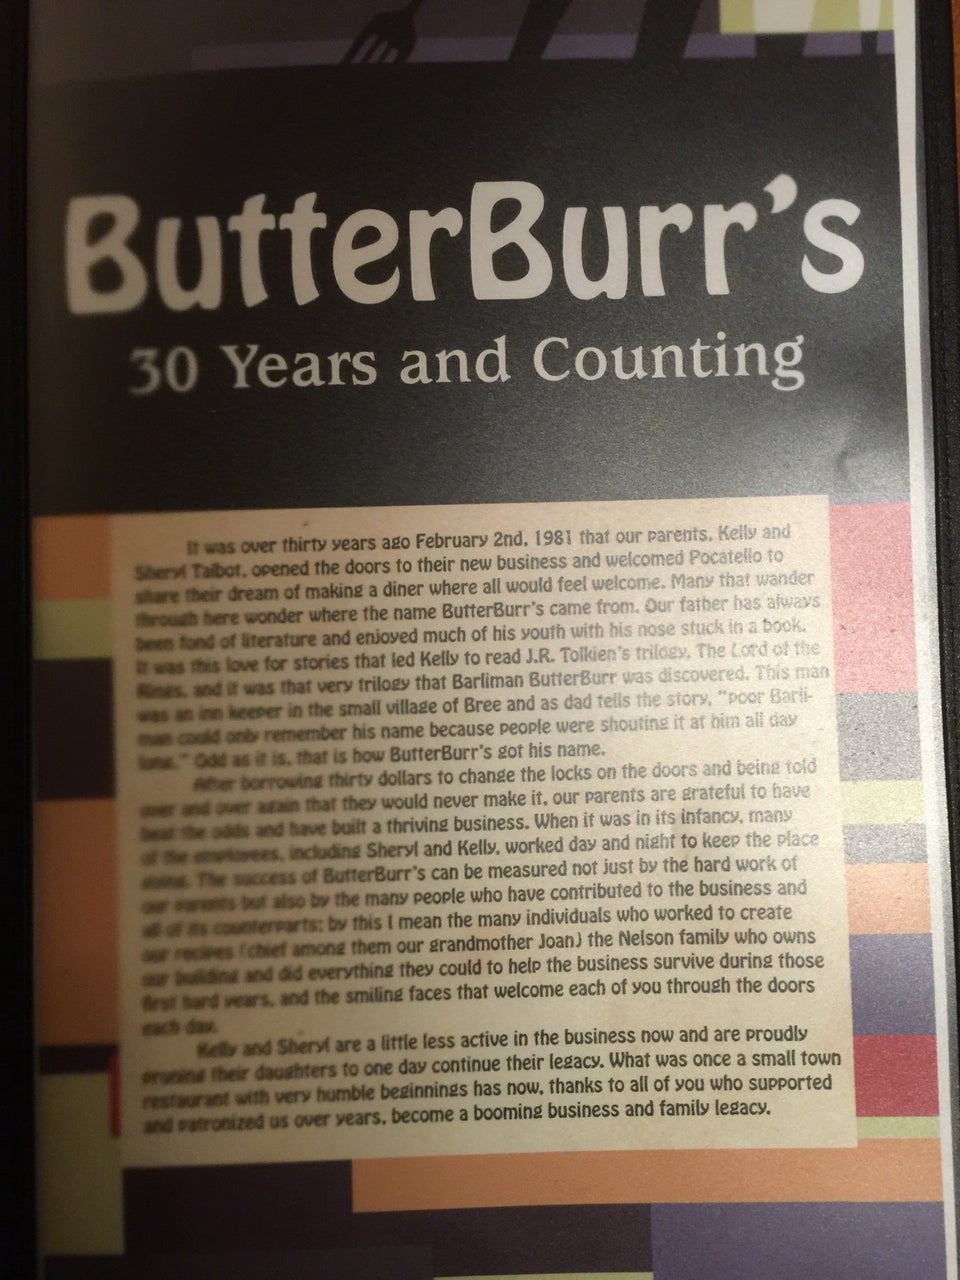 ButterBurr's
30 Years and Counting
It was over thirty years ago February 2nd, 1981 that our parents, Kelly and
Sheryl Talbot, opened the doors to their new business and welcomed Pocatello to
share their dream of making a diner where all would feel welcome. Many that wander
through here wonder where the name ButterBurr's came from. Our father has always
been fond of literature and enjoyed much of his youth with his nose stuck in a book.
It was this love for stories that led Kelly to read J.R. Tolkien's trilogy, The Lord of the
Rings, and it was that very trilogy that Barliman ButterBurr was discovered. This man
was an inn keeper in the small village of Bree and as dad tells the story, "poor Barli-
man could only remember his name because people were shouting it at him all day
long." Odd as it is, that is how ButterBurr's got his name.
After borrowing thirty dollars to change the locks on the doors and being told
over and over again that they would never make it, our parents are grateful to have
beat the odds and have built a thriving business. When it was in its infancy, many
of the employees, including Sheryl and Kelly, worked day and night to keep the place
going. The success of ButterBurr's can be measured not just by the hard work of
our parents but also by the many people who have contributed to the business and
all of its counterparts; by this I mean the many individuals who worked to create
our recipes (chief among them our grandmother Joan) the Nelson family who owns
our building and did everything they could to help the business survive during those
first hard years, and the smiling faces that welcome each of you through the doors
each day.
Kelly and Sheryl are a little less active in the business now and are proudly
pruning their daughters to one day continue their legacy. What was once a small town
restaurant with very humble beginnings has now, thanks to all of you who supported
and patronized us over years, become a booming business and family legacy.